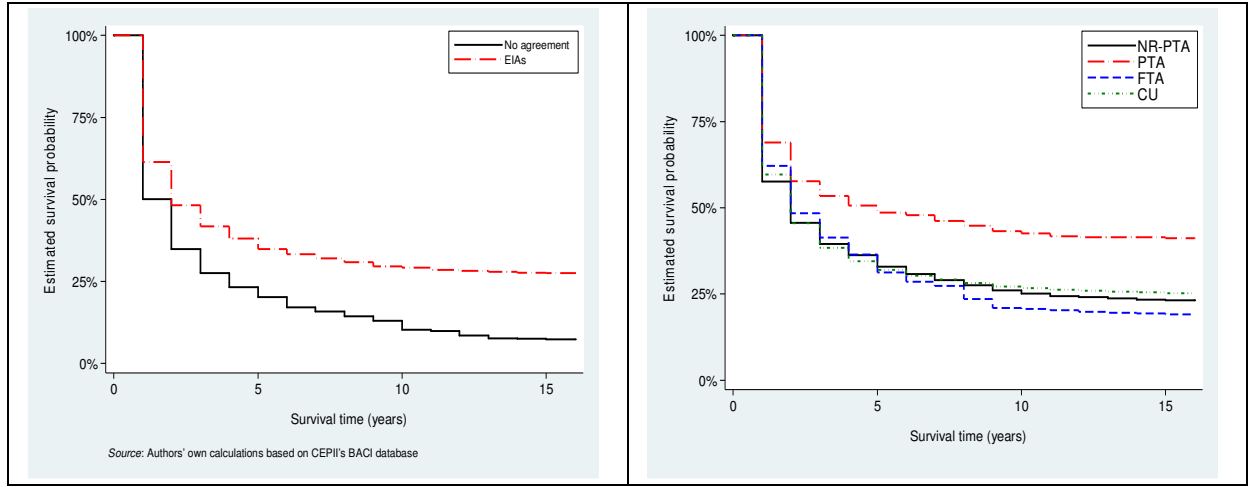 100%
75%
50%
25%
0%
Estimated survival probability
No agreement
EIAs
0 5 10 15
Survival time (years)
Source: Authors' own calculations based on CEPII's BACI database
100%
75%
50%
25%
0%
Estimated survival probability
NR-PTA
PTA
FTA
CU
0 5 10 15
Survival time (years)